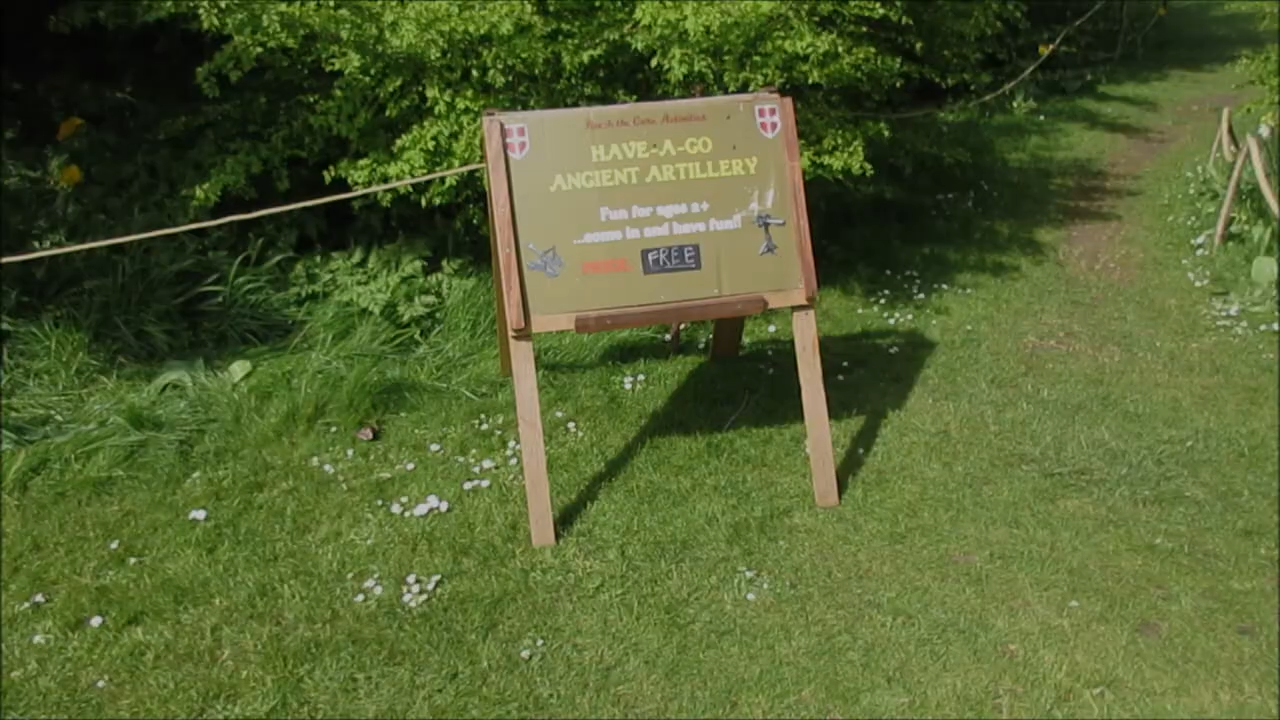 HAVE-A-GO
ANCIENT ARTILLERY
Fun for ages 2+
...come in and have fun!!
FREE